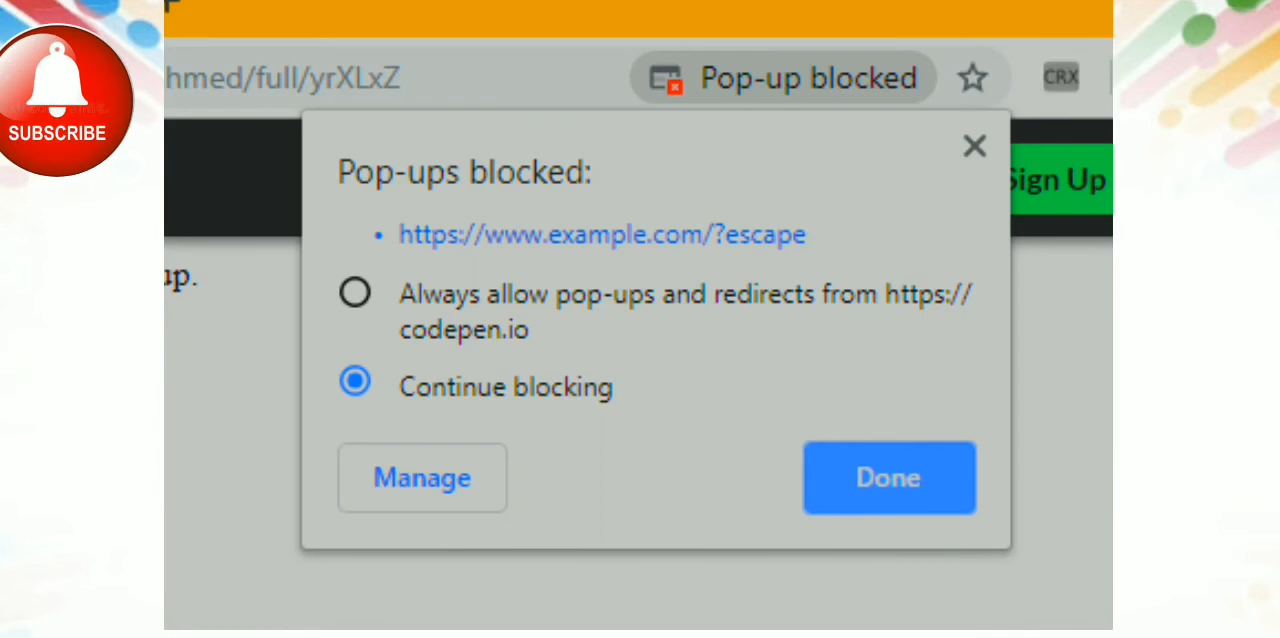 hmed/full/yrXLxZ
Pop-up blocked
CRX
SUBSCRIBE
Pop-ups blocked:
Sign Up
• https://www.example.com/?escape
up.
Always allow pop-ups and redirects from https://
codepen.io
Continue blocking
Manage
Done